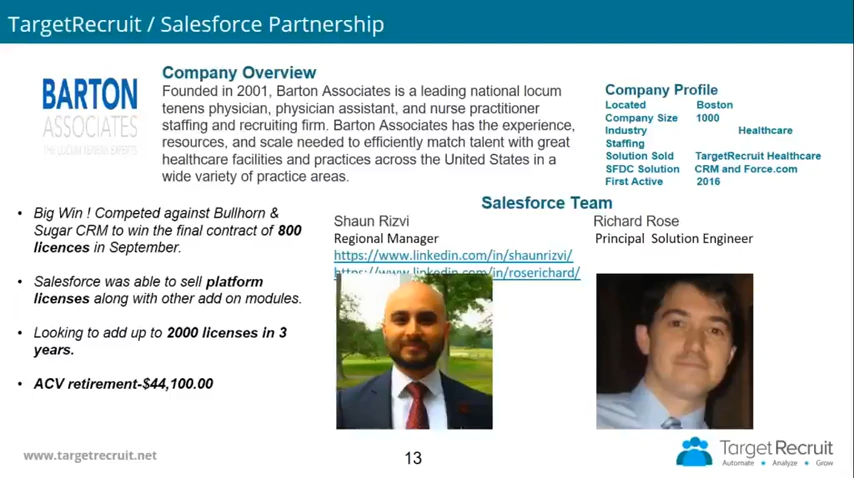 TargetRecruit / Salesforce Partnership
BARTON
ASSOCIATES
THE LOCUM TENENS EXPERTS
Company Overview
Founded in 2001, Barton Associates is a leading national locum
tenens physician, physician assistant, and nurse practitioner
staffing and recruiting firm. Barton Associates has the experience,
resources, and scale needed to efficiently match talent with great
healthcare facilities and practices across the United States in a
wide variety of practice areas.
Company Profile
Located Boston
Company Size 1000
Industry Healthcare
Staffing
Solution Sold TargetRecruit Healthcare
SFDC Solution CRM and Force.com
First Active 2016
• Big Win ! Competed against Bullhorn &
Sugar CRM to win the final contract of 800
licences in September.
• Salesforce was able to sell platform
licenses along with other add on modules.
• Looking to add up to 2000 licenses in 3
years.
• ACV retirement-$44,100.00
Salesforce Team
Shaun Rizvi
Regional Manager
https://www.linkedin.com/in/shaunrizvi/
https://www.linkedin.com/in/roserichard/
Richard Rose
Principal Solution Engineer
www.targetrecruit.net
13
TargetRecruit
Automate ★ Analyze ★ Grow